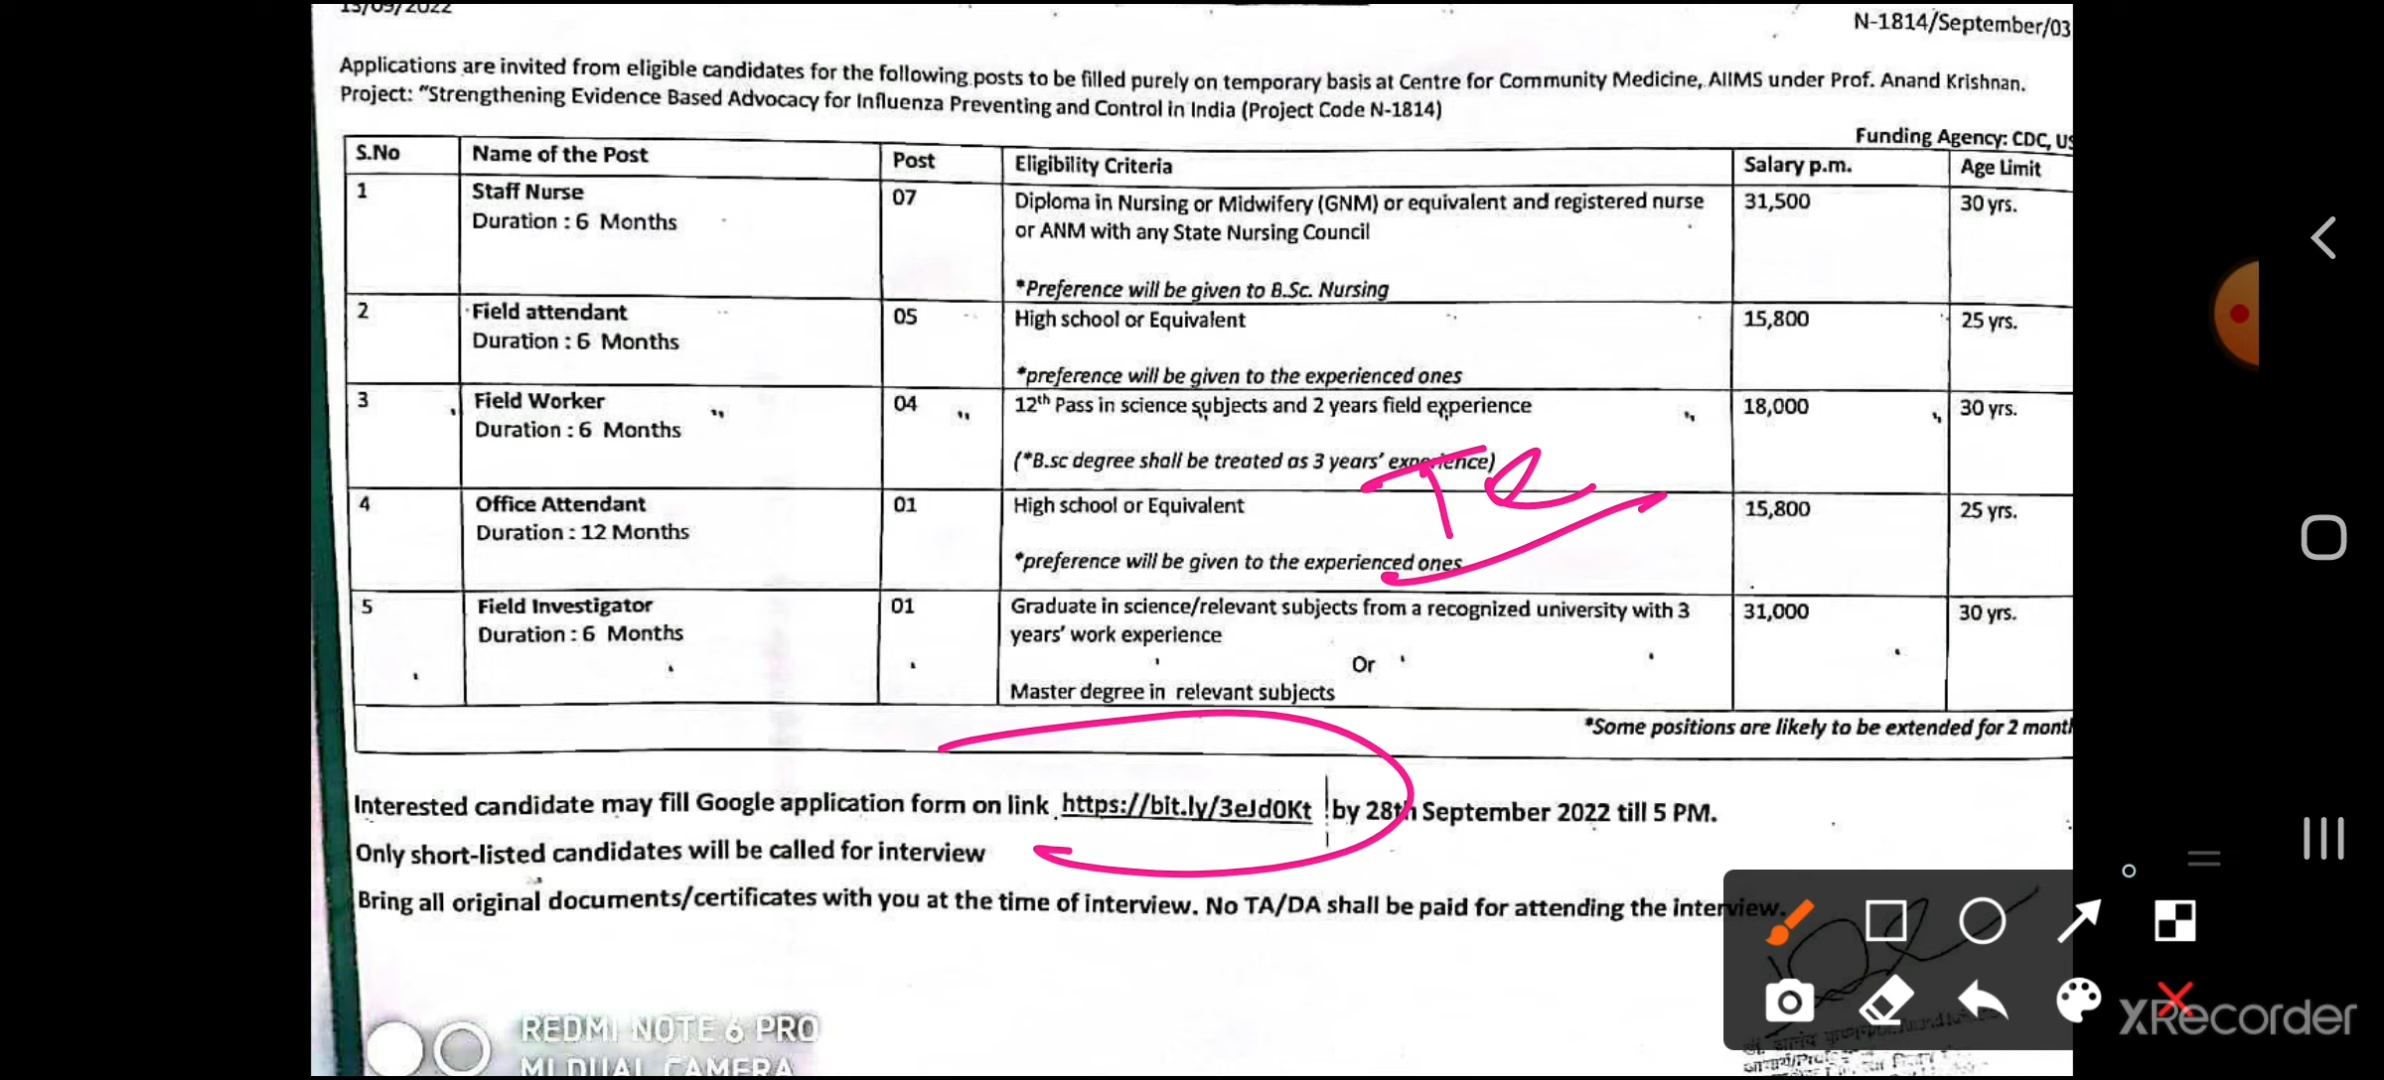 13/09/2022
N-1814/September/03
Applications are invited from eligible candidates for the following posts to be filled purely on temporary basis at Centre for Community Medicine, AIIMS under Prof. Anand Krishnan.
Project: "Strengthening Evidence Based Advocacy for Influenza Preventing and Control in India (Project Code N-1814)
Funding Agency: CDC, US
S.No Name of the Post Post Eligibility Criteria Salary p.m. Age Limit
1 Staff Nurse 07 Diploma in Nursing or Midwifery (GNM) or equivalent and registered nurse 31,500 30 yrs.
Duration : 6 Months or ANM with any State Nursing Council
*Preference will be given to B.Sc. Nursing
2 Field attendant 05 High school or Equivalent 15,800 25 yrs.
Duration : 6 Months
*preference will be given to the experienced ones
3 Field Worker 04 12th Pass in science subjects and 2 years field experience 18,000 30 yrs.
Duration : 6 Months
(*B.sc degree shall be treated as 3 years' experience)
Te
4 Office Attendant 01 High school or Equivalent 15,800 25 yrs.
Duration : 12 Months
*preference will be given to the experienced ones
5 Field Investigator 01 Graduate in science/relevant subjects from a recognized university with 3 31,000 30 yrs.
Duration : 6 Months years' work experience
Or
Master degree in relevant subjects
*Some positions are likely to be extended for 2 mont
Interested candidate may fill Google application form on link https://bit.ly/3eJd0Kt by 28th September 2022 till 5 PM.
Only short-listed candidates will be called for interview
Bring all original documents/certificates with you at the time of interview. No TA/DA shall be paid for attending the interview.
REDMI NOTE 6 PRO
MI DUAL CAMERA
XRecorder